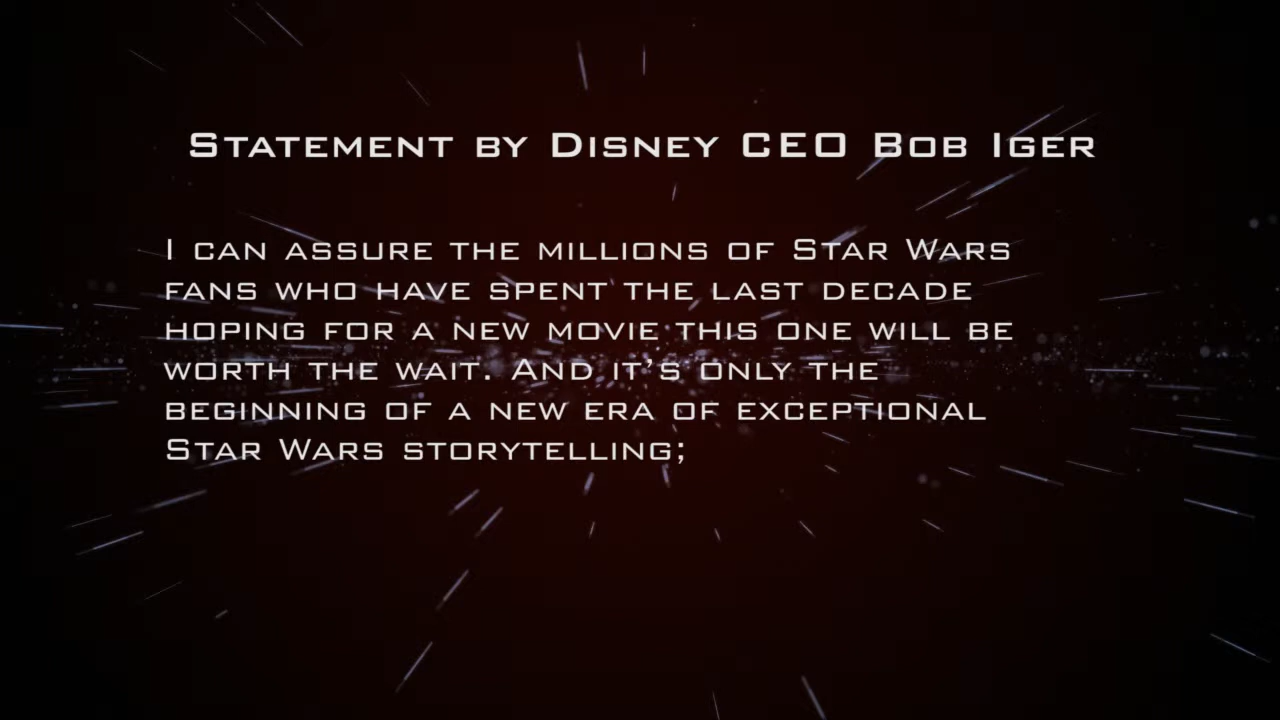 Statement by Disney CEO Bob Iger
I can assure the millions of Star Wars
fans who have spent the last decade
hoping for a new movie this one will be
worth the wait. And it's only the
beginning of a new era of exceptional
Star Wars storytelling;